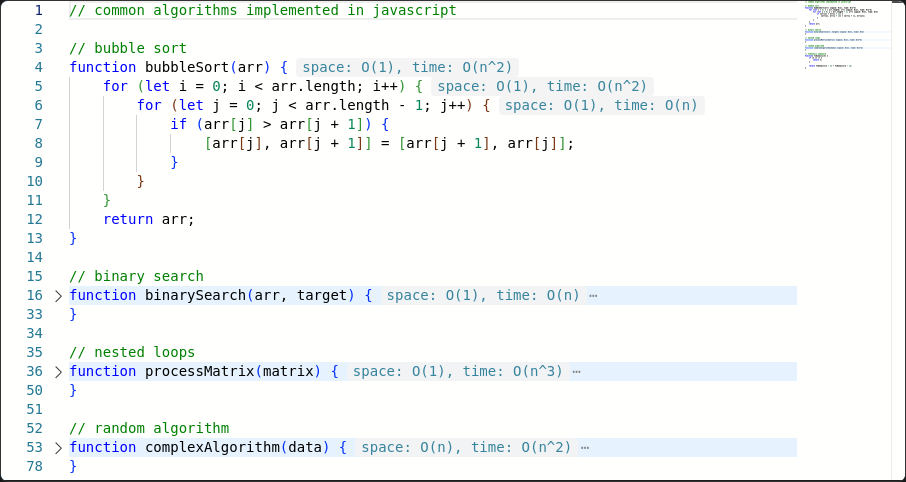 1 // common algorithms implemented in javascript
2
3 // bubble sort
4 function bubbleSort(arr) { space: O(1), time: O(n^2)
5     for (let i = 0; i < arr.length; i++) { space: O(1), time: O(n^2)
6         for (let j = 0; j < arr.length - 1; j++) { space: O(1), time: O(n)
7             if (arr[j] > arr[j + 1]) {
8                 [arr[j], arr[j + 1]] = [arr[j + 1], arr[j]];
9             }
10         }
11     }
12     return arr;
13 }
14
15 // binary search
16 function binarySearch(arr, target) { space: O(1), time: O(n) ⋯
33 }
34
35 // nested loops
36 function processMatrix(matrix) { space: O(1), time: O(n^3) ⋯
50 }
51
52 // random algorithm
53 function complexAlgorithm(data) { space: O(n), time: O(n^2) ⋯
78 }